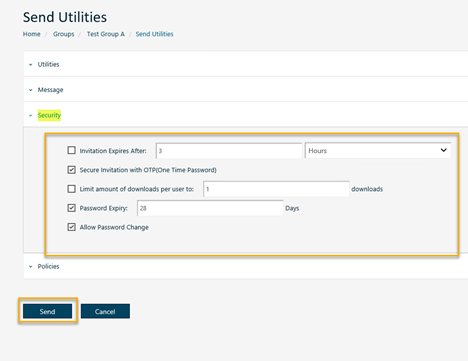 Send Utilities
Home / Groups / Test Group A / Send Utilities
Utilities
Message
Security
Invitation Expires After: 3 Hours
Secure Invitation with OTP(One Time Password)
Limit amount of downloads per user to: 1 downloads
Password Expiry: 28 Days
Allow Password Change
Policies
Send Cancel